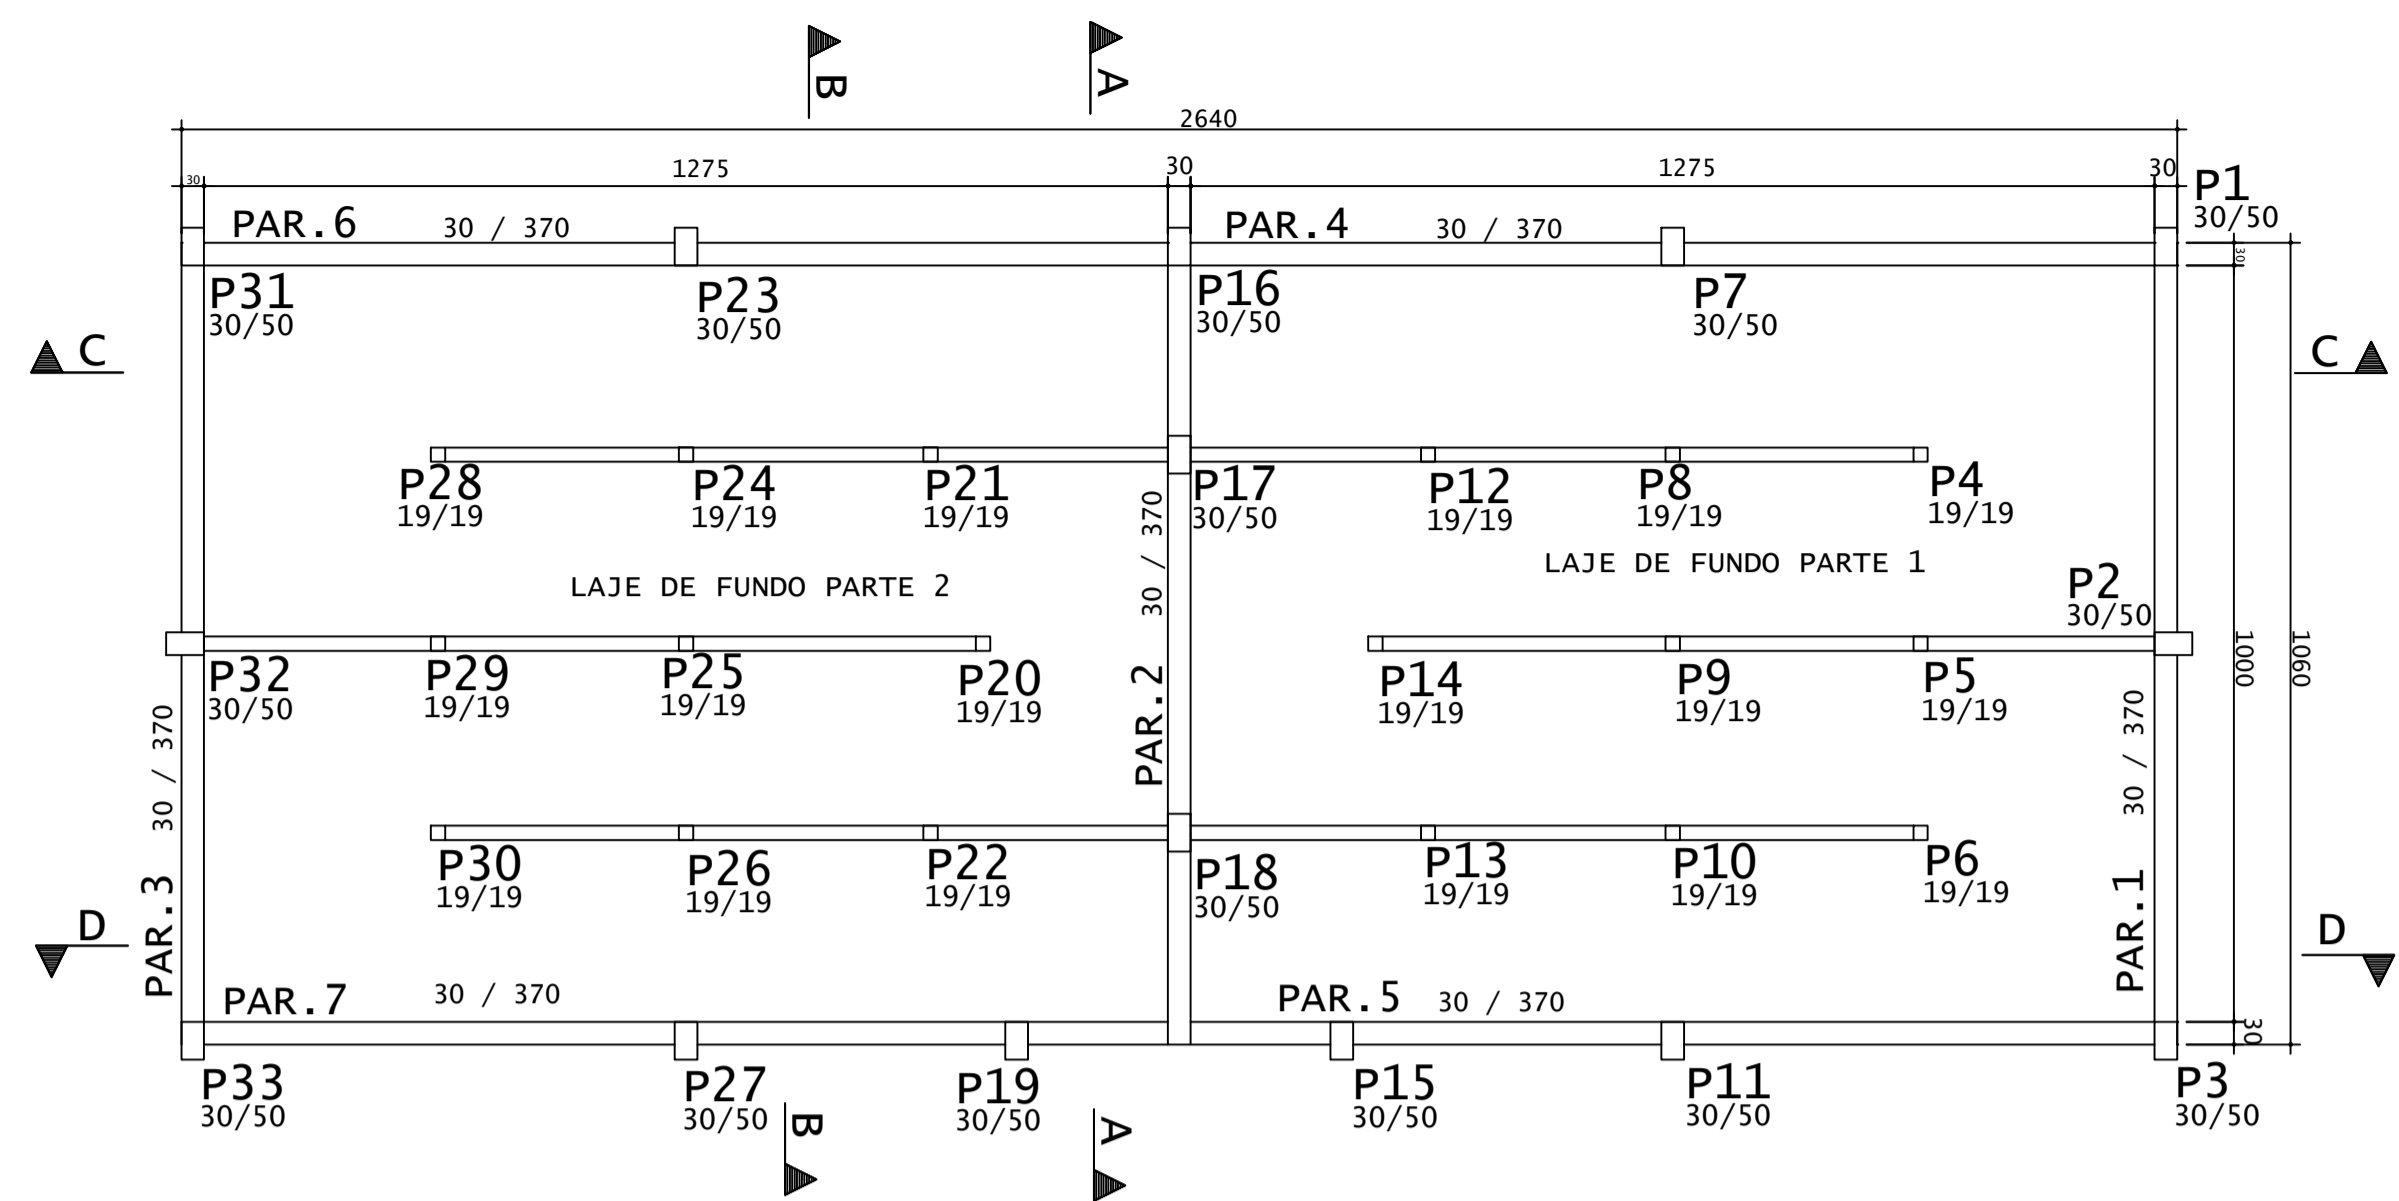 B
A
2640
30
1275
30
1275
30
P1
30/50
PAR.6
30 / 370
PAR.4
30 / 370
30
P31
30/50
P23
30/50
P16
30/50
P7
30/50
C
C
P28
19/19
P24
19/19
P21
19/19
P17
30/50
P12
19/19
P8
19/19
P4
19/19
30 / 370
LAJE DE FUNDO PARTE 2
LAJE DE FUNDO PARTE 1
P2
30/50
1000
1060
P32
30/50
P29
19/19
P25
19/19
P20
19/19
PAR.2
P14
19/19
P9
19/19
P5
19/19
30 / 370
30 / 370
P30
19/19
P26
19/19
P22
19/19
P18
30/50
P13
19/19
P10
19/19
P6
19/19
PAR.3
PAR.1
D
D
PAR.7
30 / 370
PAR.5
30 / 370
30
P33
30/50
P27
30/50
P19
30/50
P15
30/50
P11
30/50
P3
30/50
B
A